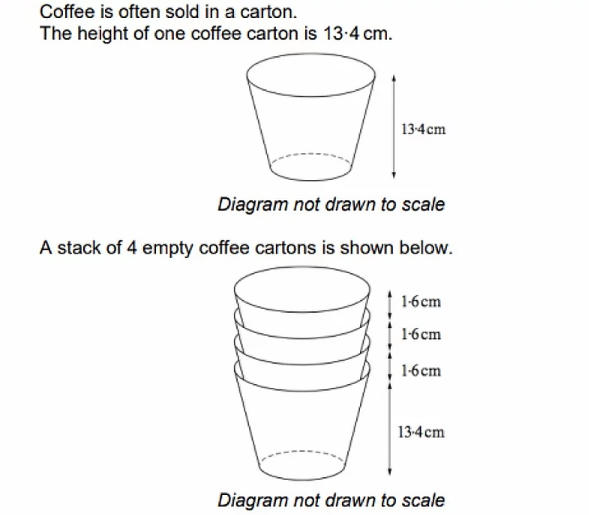 Coffee is often sold in a carton.
The height of one coffee carton is 13·4 cm.
13·4cm
Diagram not drawn to scale
A stack of 4 empty coffee cartons is shown below.
1·6cm
1·6cm
1·6cm
13·4cm
Diagram not drawn to scale